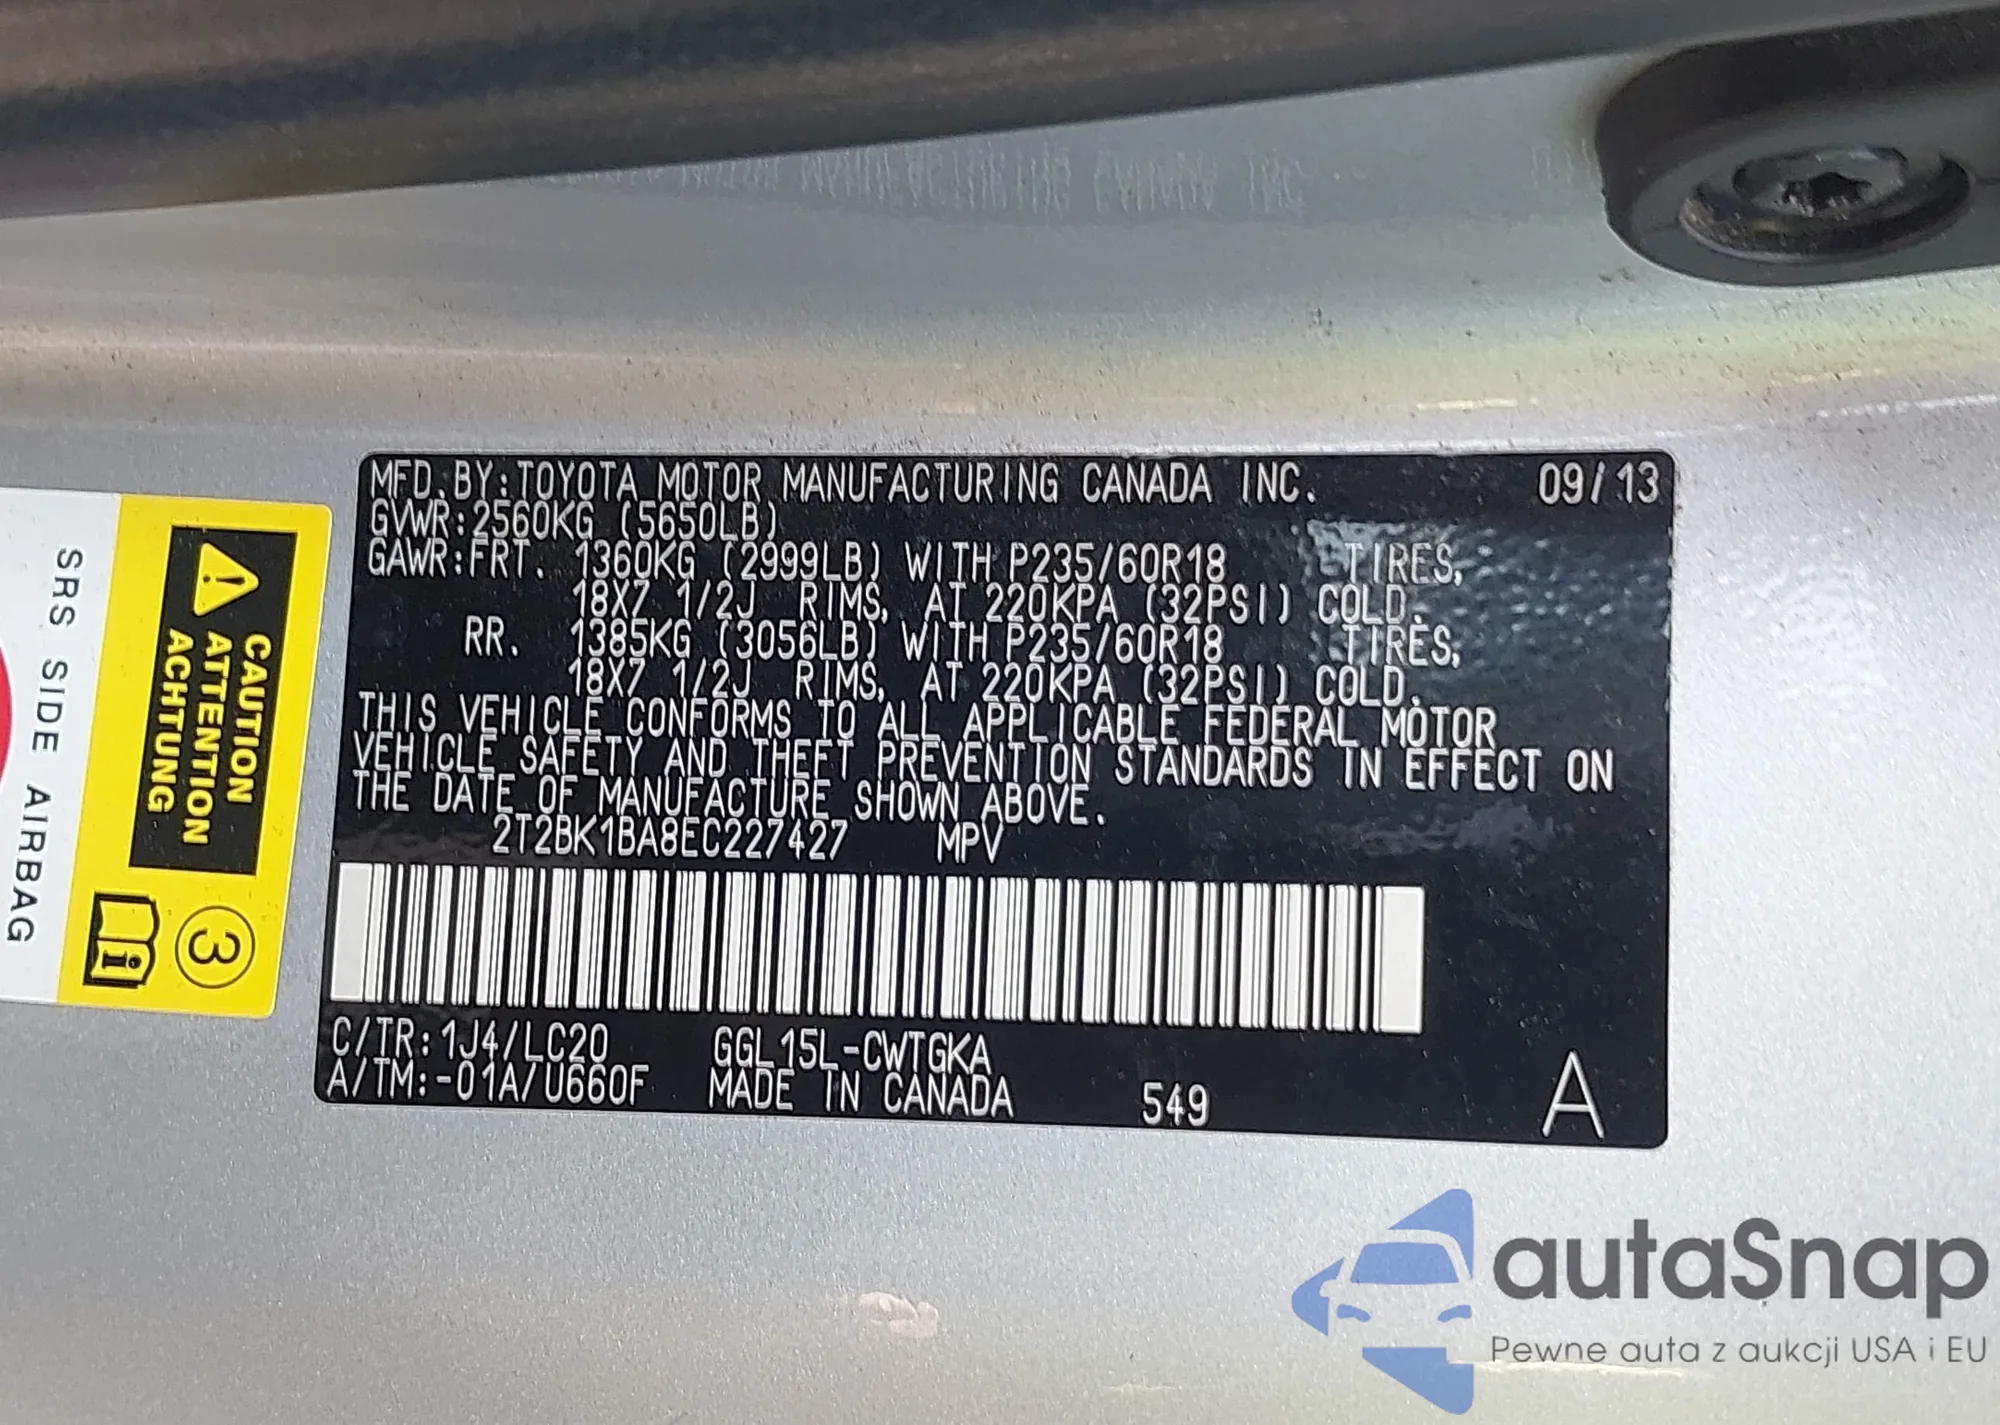 MFD.BY:TOYOTA MOTOR MANUFACTURING CANADA INC. 09/13
GVWR:2560KG (5650LB)
GAWR:FRT. 1360KG (2999LB) WITH P235/60R18 TIRES,
18X7 1/2J RIMS, AT 220KPA (32PSI) COLD.
RR. 1385KG (3056LB) WITH P235/60R18 TIRES,
18X7 1/2J RIMS, AT 220KPA (32PSI) COLD.
THIS VEHICLE CONFORMS TO ALL APPLICABLE FEDERAL MOTOR
VEHICLE SAFETY AND THEFT PREVENTION STANDARDS IN EFFECT ON
THE DATE OF MANUFACTURE SHOWN ABOVE.
2T2BK1BA8EC227427 MPV
C/TR:1J4/LC20 GGL15L-CWTGKA
A/TM:-01A/U660F MADE IN CANADA 549 A
CAUTION
ATTENTION
ACHTUNG
3
SRS SIDE AIRBAG
autaSnap
Pewne auta z aukcji USA i EU